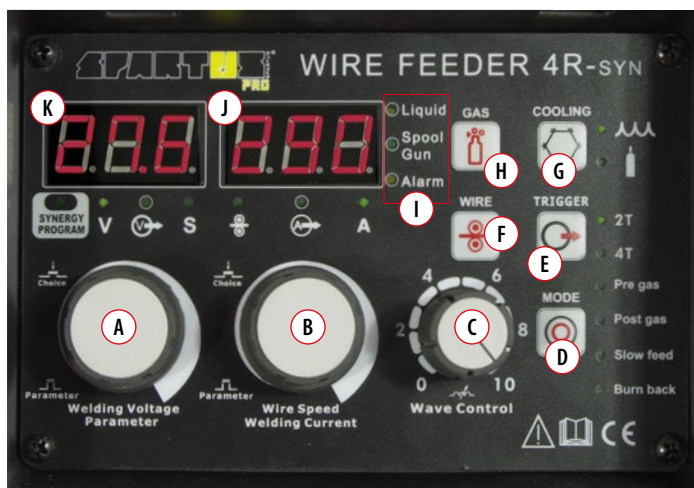 SPARTUS®
PRO
WIRE FEEDER 4R-SYN
K
J
Liquid
Spool
Gun
Alarm
I
GAS
H
COOLING
G
SYNERGY
PROGRAM
V
V
S
A
A
WIRE
F
TRIGGER
E
2T
4T
Choice
A
Parameter
Welding Voltage
Parameter
Choice
B
Parameter
Wire Speed
Welding Current
0 2 4 6 8 10
C
Wave Control
MODE
D
Pre gas
Post gas
Slow feed
Burn back
CE